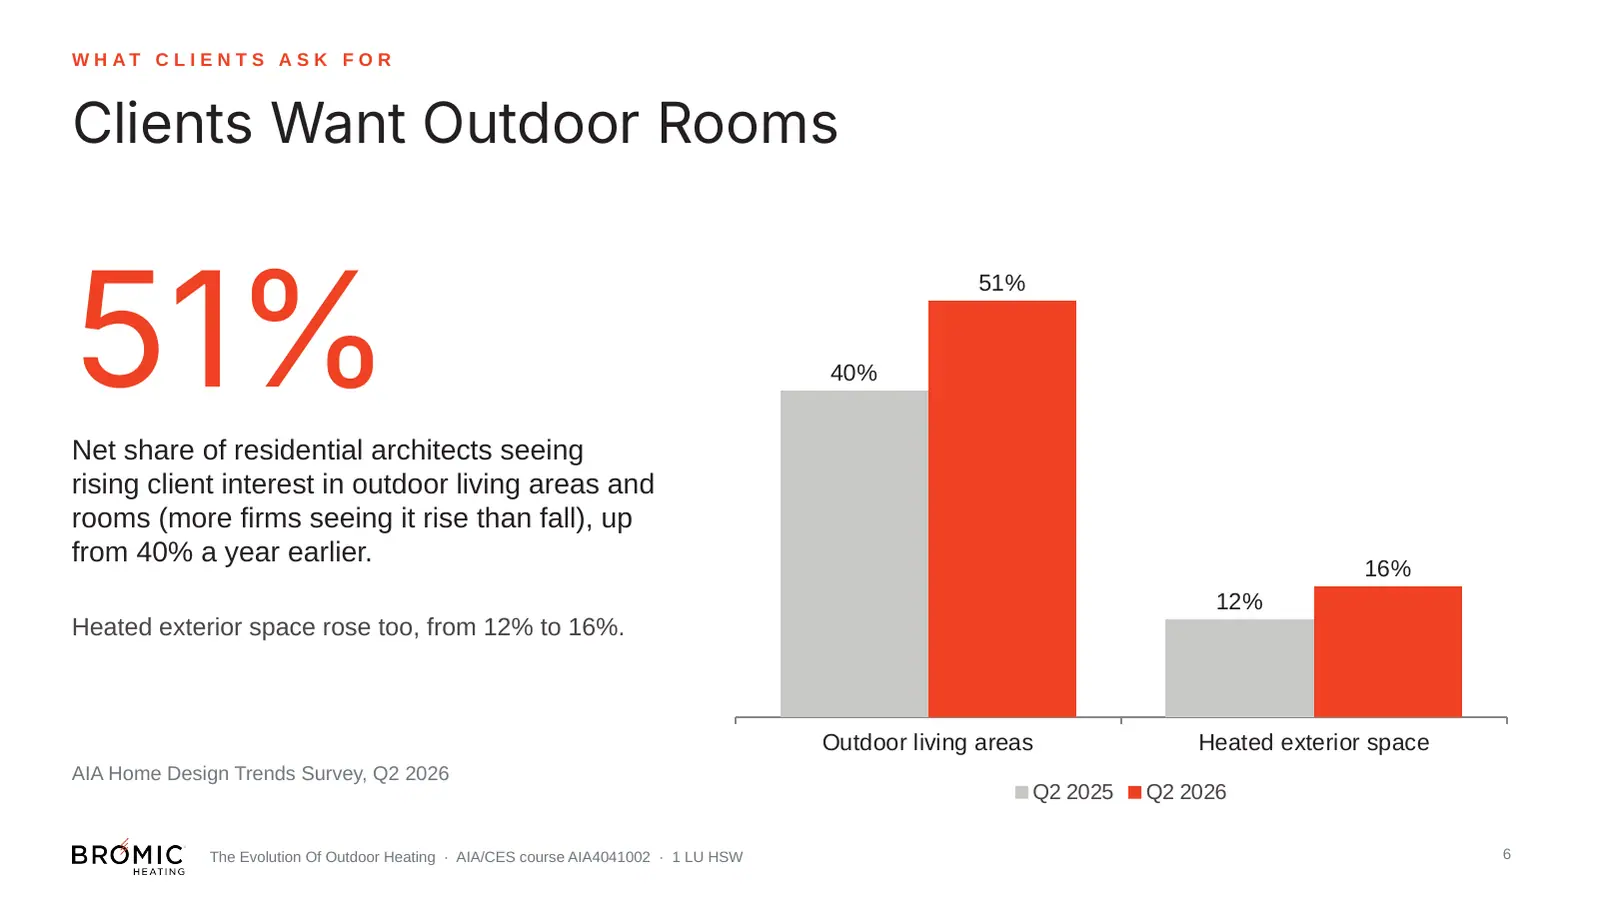 WHAT CLIENTS ASK FOR
Clients Want Outdoor Rooms
51%
Net share of residential architects seeing
rising client interest in outdoor living areas and
rooms (more firms seeing it rise than fall), up
from 40% a year earlier.
Heated exterior space rose too, from 12% to 16%.
AIA Home Design Trends Survey, Q2 2026
40%
51%
12%
16%
Outdoor living areas
Heated exterior space
Q2 2025
Q2 2026
BROMIC
HEATING
The Evolution Of Outdoor Heating · AIA/CES course AIA4041002 · 1 LU HSW
6